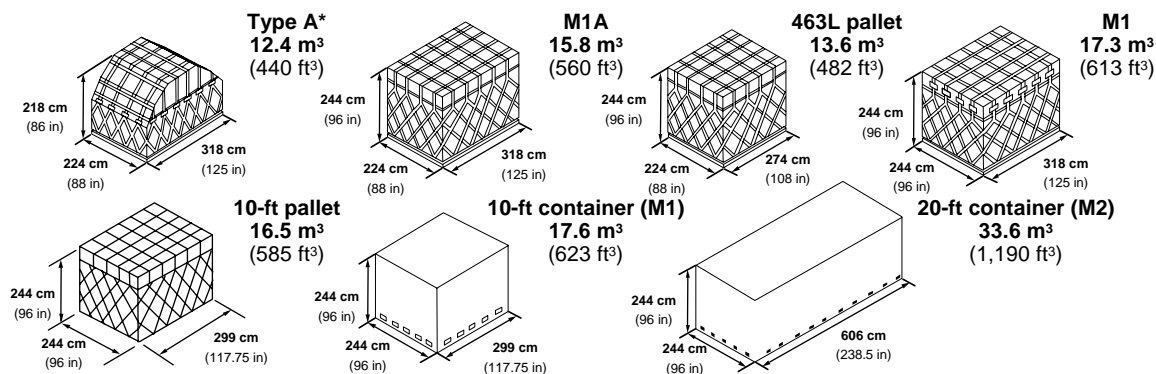 Type A*
12.4 m³
(440 ft³)
218 cm
(86 in)
224 cm
(88 in)
318 cm
(125 in)
M1A
15.8 m³
(560 ft³)
244 cm
(96 in)
224 cm
(88 in)
318 cm
(125 in)
463L pallet
13.6 m³
(482 ft³)
244 cm
(96 in)
224 cm
(88 in)
274 cm
(108 in)
M1
17.3 m³
(613 ft³)
244 cm
(96 in)
244 cm
(96 in)
318 cm
(125 in)
10-ft pallet
16.5 m³
(585 ft³)
244 cm
(96 in)
244 cm
(96 in)
299 cm
(117.75 in)
10-ft container (M1)
17.6 m³
(623 ft³)
244 cm
(96 in)
244 cm
(96 in)
299 cm
(117.75 in)
20-ft container (M2)
33.6 m³
(1,190 ft³)
244 cm
(96 in)
244 cm
(96 in)
606 cm
(238.5 in)